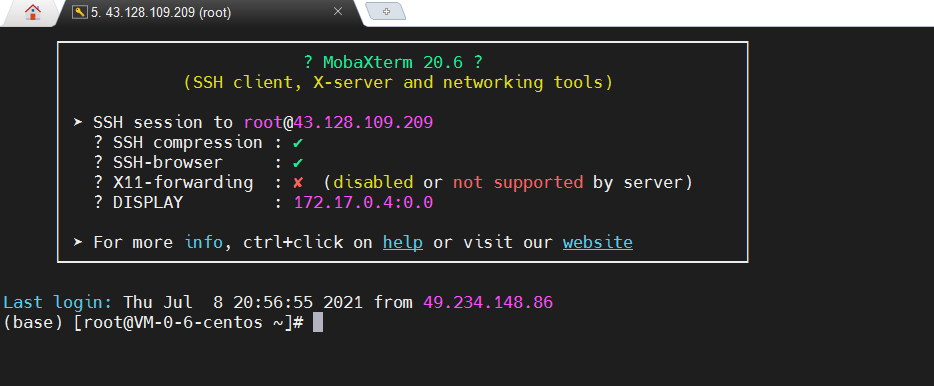 5. 43.128.109.209 (root)
? MobaXterm 20.6 ?
(SSH client, X-server and networking tools)
➤ SSH session to root@43.128.109.209
? SSH compression : ✔
? SSH-browser : ✔
? X11-forwarding : ✘ (disabled or not supported by server)
? DISPLAY : 172.17.0.4:0.0
➤ For more info, ctrl+click on help or visit our website
Last login: Thu Jul 8 20:56:55 2021 from 49.234.148.86
(base) [root@VM-0-6-centos ~]#